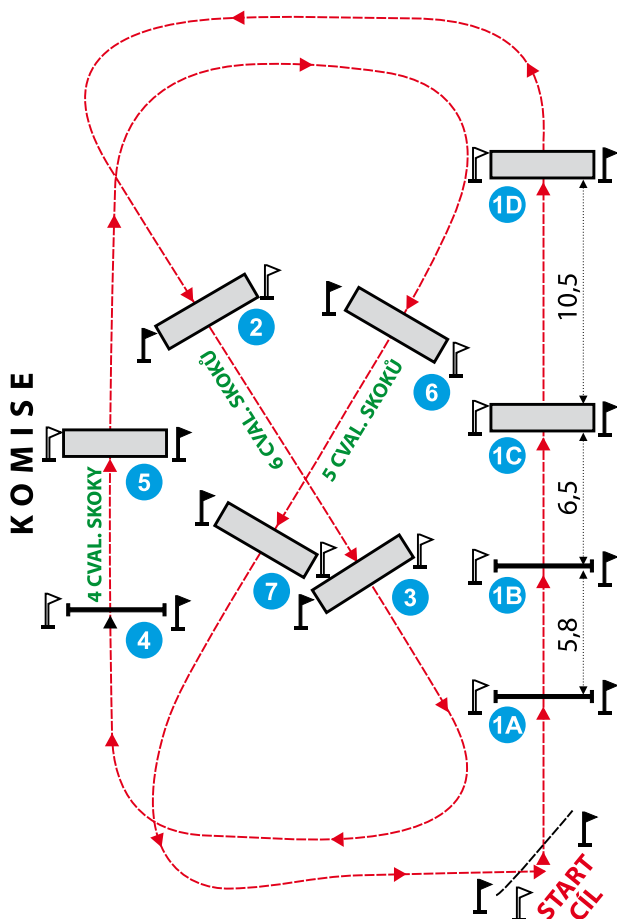 1D
10,5
2
6
6 CVAL. SKOKŮ
5 CVAL. SKOKŮ
KOMISE
1C
5
4 CVAL. SKOKY
6,5
7
3
1B
4
5,8
1A
START
CÍL